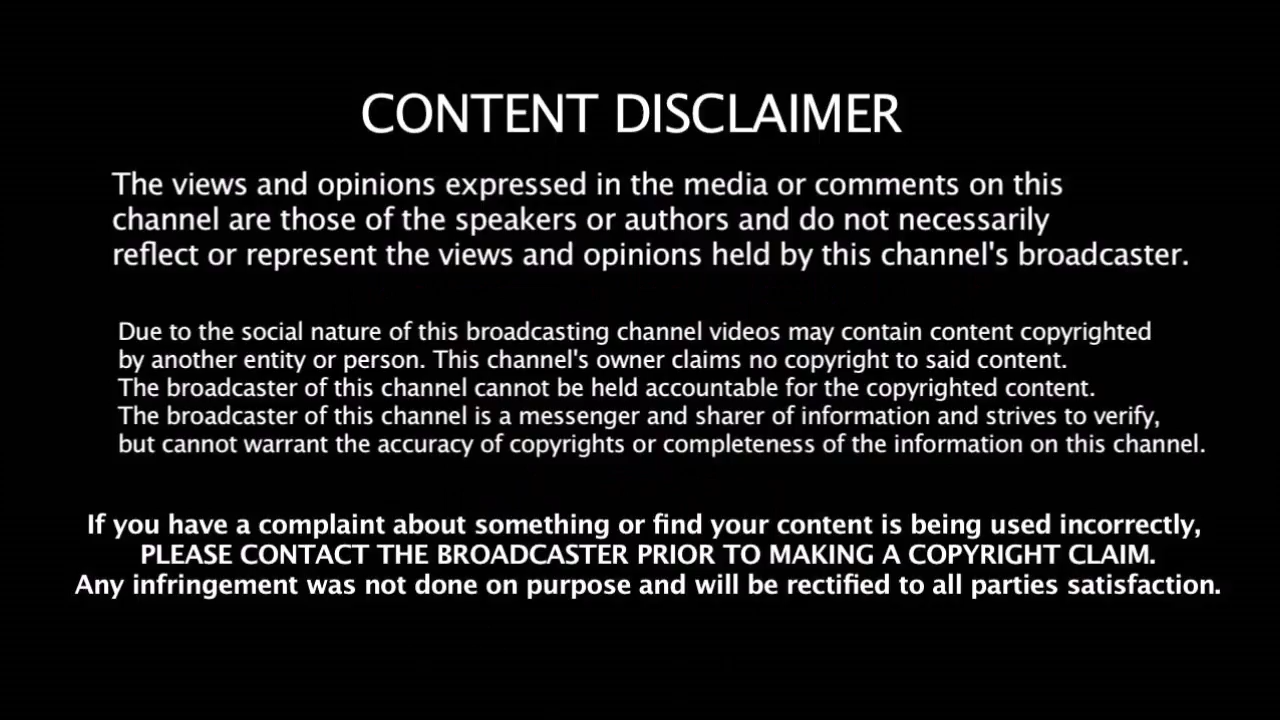 CONTENT DISCLAIMER
The views and opinions expressed in the media or comments on this
channel are those of the speakers or authors and do not necessarily
reflect or represent the views and opinions held by this channel's broadcaster.
Due to the social nature of this broadcasting channel videos may contain content copyrighted
by another entity or person. This channel's owner claims no copyright to said content.
The broadcaster of this channel cannot be held accountable for the copyrighted content.
The broadcaster of this channel is a messenger and sharer of information and strives to verify,
but cannot warrant the accuracy of copyrights or completeness of the information on this channel.
If you have a complaint about something or find your content is being used incorrectly,
PLEASE CONTACT THE BROADCASTER PRIOR TO MAKING A COPYRIGHT CLAIM.
Any infringement was not done on purpose and will be rectified to all parties satisfaction.